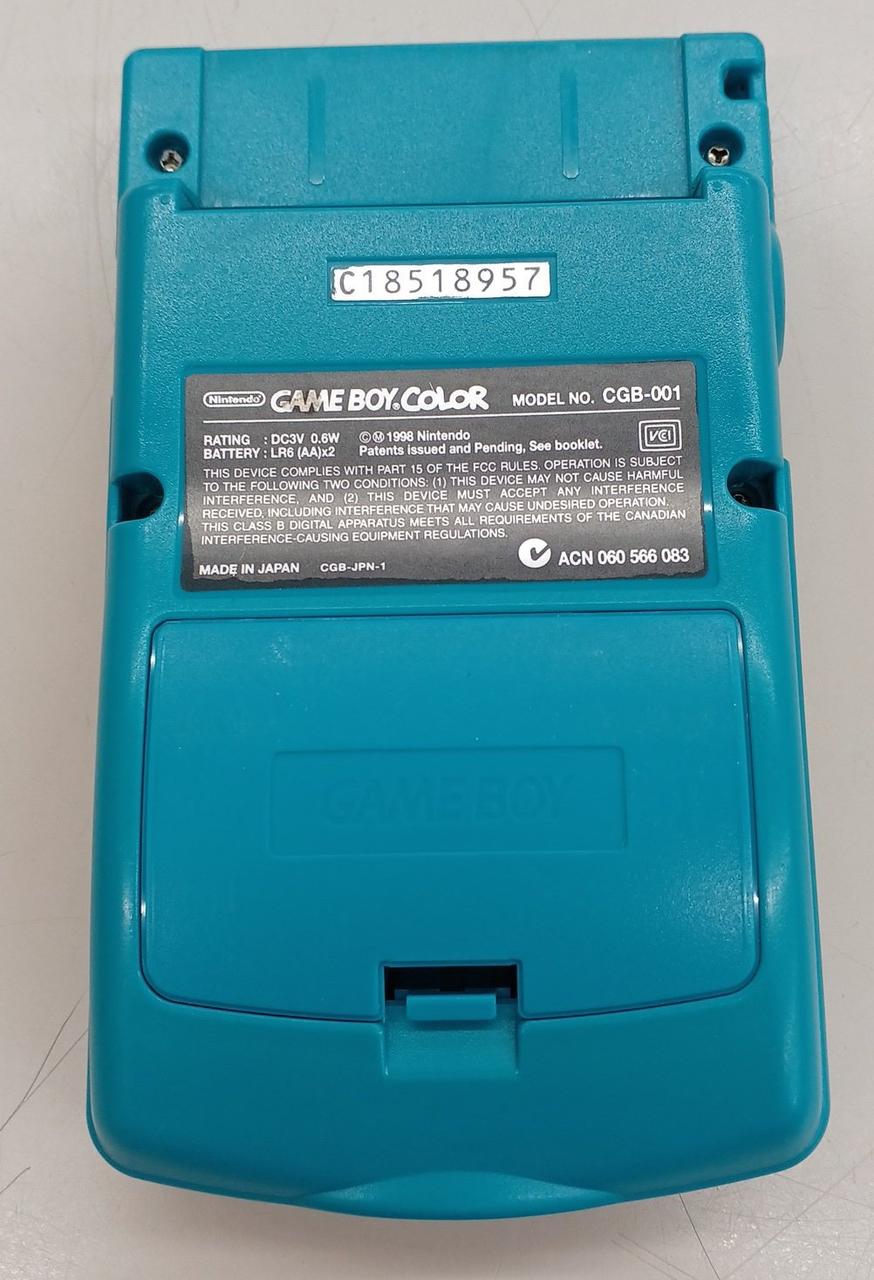 C18518957
Nintendo GAME BOY COLOR MODEL NO. CGB-001
RATING : DC3V 0.6W ©Ⓜ1998 Nintendo
BATTERY : LR6 (AA)x2 Patents issued and Pending, See booklet.
VCI
THIS DEVICE COMPLIES WITH PART 15 OF THE FCC RULES. OPERATION IS SUBJECT
TO THE FOLLOWING TWO CONDITIONS: (1) THIS DEVICE MAY NOT CAUSE HARMFUL
INTERFERENCE, AND (2) THIS DEVICE MUST ACCEPT ANY INTERFERENCE
RECEIVED, INCLUDING INTERFERENCE THAT MAY CAUSE UNDESIRED OPERATION.
THIS CLASS B DIGITAL APPARATUS MEETS ALL REQUIREMENTS OF THE CANADIAN
INTERFERENCE-CAUSING EQUIPMENT REGULATIONS.
ACN 060 566 083
MADE IN JAPAN CGB-JPN-1
GAME BOY